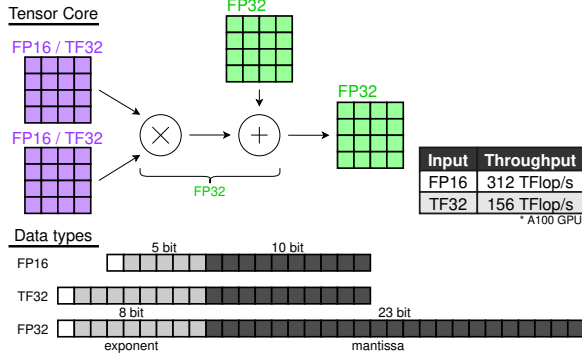 Tensor Core
FP16 / TF32
FP16 / TF32
FP32
FP32
FP32
Input Throughput
FP16 312 TFlop/s
TF32 156 TFlop/s
* A100 GPU
Data types
5 bit 10 bit
FP16
TF32
8 bit 23 bit
FP32
exponent mantissa